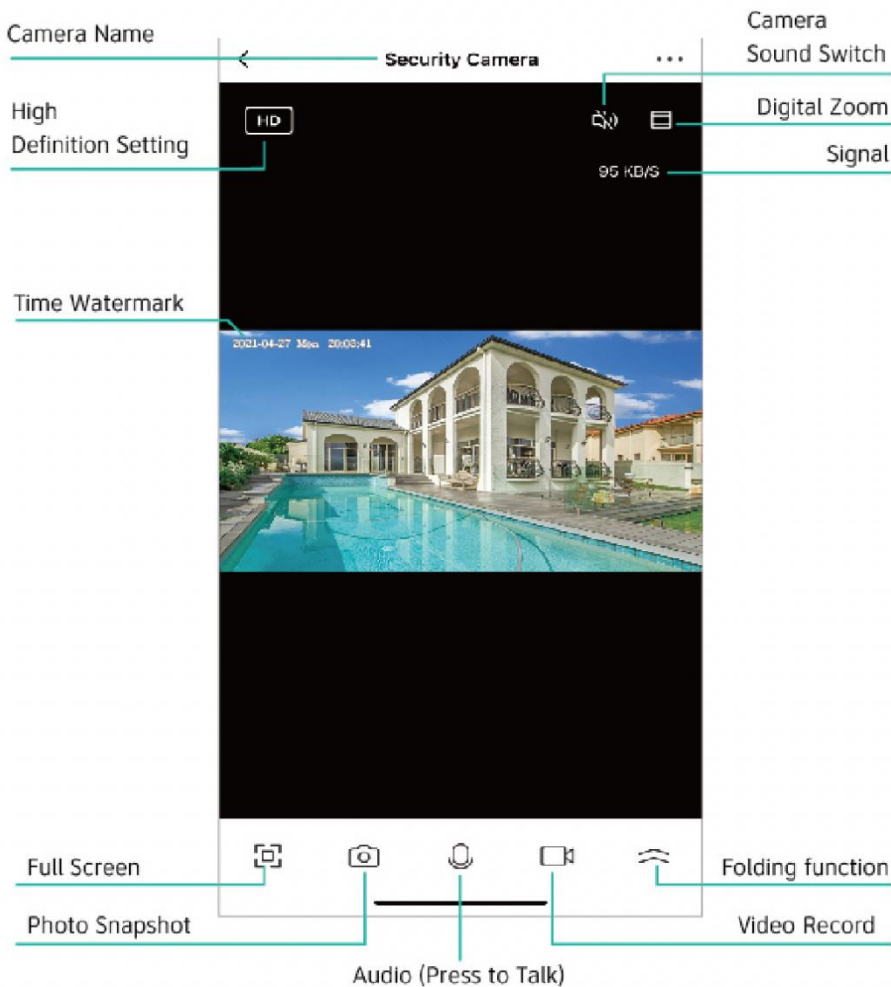 Camera Name
Security Camera
...
Camera
Sound Switch
High
Definition Setting
HD
Digital Zoom
95 KB/S
Signal
Time Watermark
2021-04-27 Mon 20:03:41
Full Screen
Folding function
Photo Snapshot
Video Record
Audio (Press to Talk)